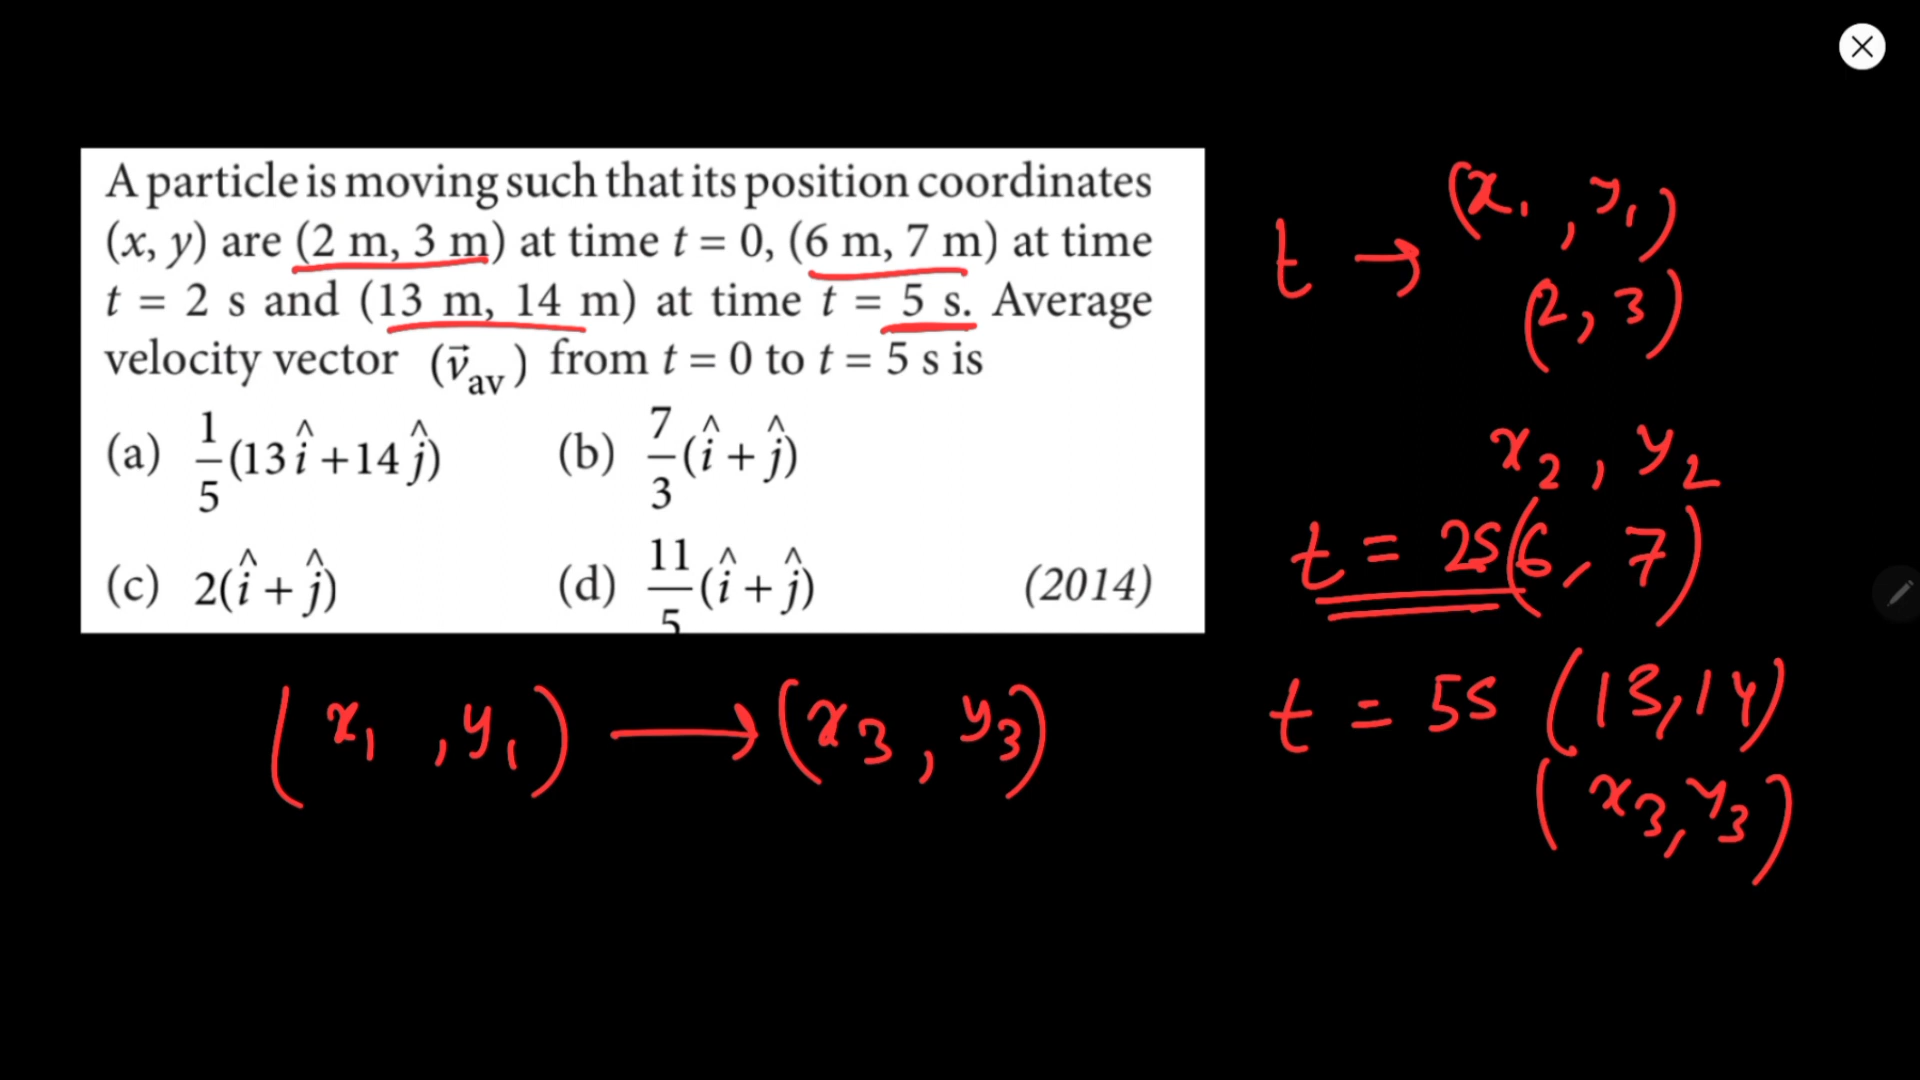 A particle is moving such that its position coordinates
(x, y) are (2 m, 3 m) at time t = 0, (6 m, 7 m) at time
t = 2 s and (13 m, 14 m) at time t = 5 s. Average
velocity vector (v⃗av) from t = 0 to t = 5 s is
(a) 1/5(13î + 14ĵ) (b) 7/3(î + ĵ)
(c) 2(î + ĵ) (d) 11/5(î + ĵ) (2014)
t → (x₁, y₁)
(2, 3)
x₂, y₂
t = 2s (6, 7)
t = 5s (13, 14)
(x₃, y₃)
(x₁, y₁) → (x₃, y₃)